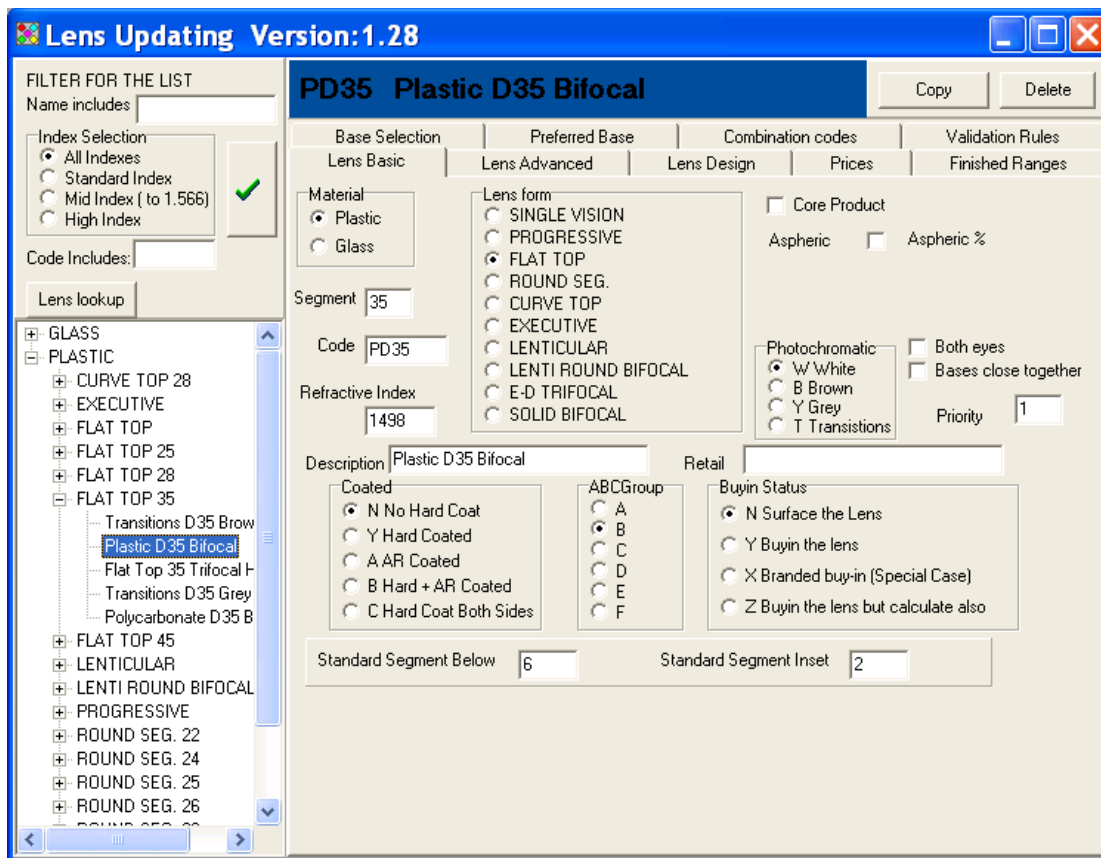 Lens Updating Version:1.28
FILTER FOR THE LIST
Name includes
Index Selection
All Indexes
Standard Index
Mid Index ( to 1.566)
High Index
Code Includes:
Lens lookup
GLASS
PLASTIC
CURVE TOP 28
EXECUTIVE
FLAT TOP
FLAT TOP 25
FLAT TOP 28
FLAT TOP 35
Transitions D35 Brow
Plastic D35 Bifocal
Flat Top 35 Trifocal H
Transitions D35 Grey
Polycarbonate D35 B
FLAT TOP 45
LENTICULAR
LENTI ROUND BIFOCAL
PROGRESSIVE
ROUND SEG. 22
ROUND SEG. 24
ROUND SEG. 25
ROUND SEG. 26
PD35 Plastic D35 Bifocal
Copy
Delete
Base Selection
Preferred Base
Combination codes
Validation Rules
Lens Basic
Lens Advanced
Lens Design
Prices
Finished Ranges
Material
Plastic
Glass
Segment 35
Code PD35
Refractive Index
1498
Lens form
SINGLE VISION
PROGRESSIVE
FLAT TOP
ROUND SEG.
CURVE TOP
EXECUTIVE
LENTICULAR
LENTI ROUND BIFOCAL
E-D TRIFOCAL
SOLID BIFOCAL
Core Product
Aspheric
Aspheric %
Photochromatic
W White
B Brown
Y Grey
T Transistions
Both eyes
Bases close together
Priority 1
Description Plastic D35 Bifocal
Retail
Coated
N No Hard Coat
Y Hard Coated
A AR Coated
B Hard + AR Coated
C Hard Coat Both Sides
ABCGroup
A
B
C
D
E
F
Buyin Status
N Surface the Lens
Y Buyin the lens
X Branded buy-in (Special Case)
Z Buyin the lens but calculate also
Standard Segment Below 6
Standard Segment Inset 2